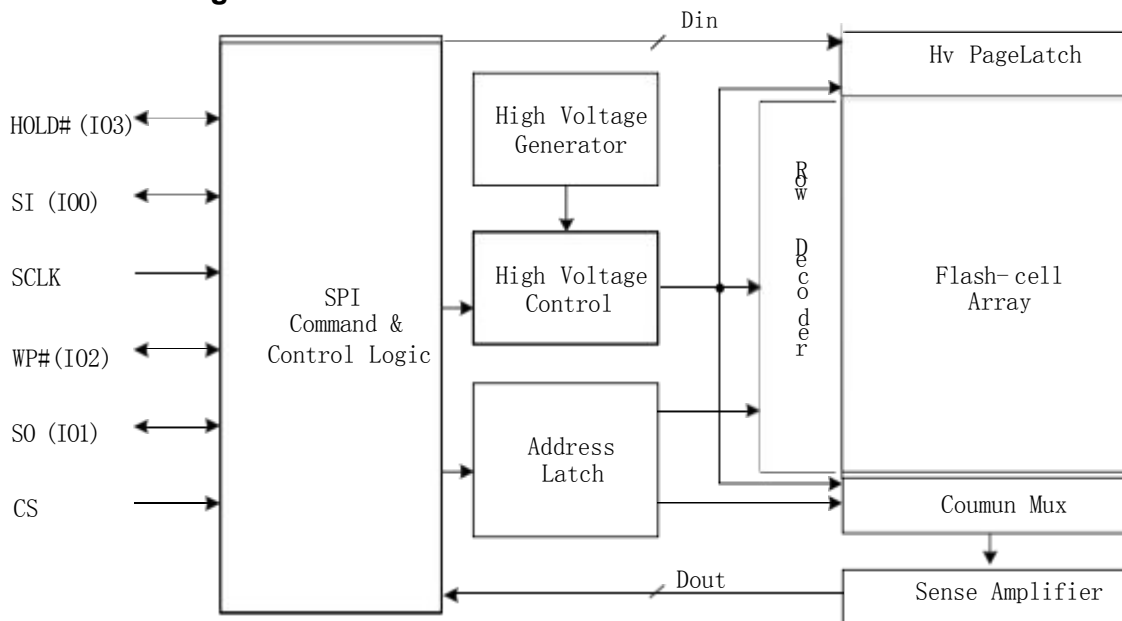 Din
Hv PageLatch
High Voltage
Generator
HOLD# (IO3)
SI (IO0)
SCLK
WP# (IO2)
SO (IO1)
CS
SPI
Command &
Control Logic
High Voltage
Control
Address
Latch
Row Decoder
Flash-cell
Array
Coumun Mux
Sense Amplifier
Dout